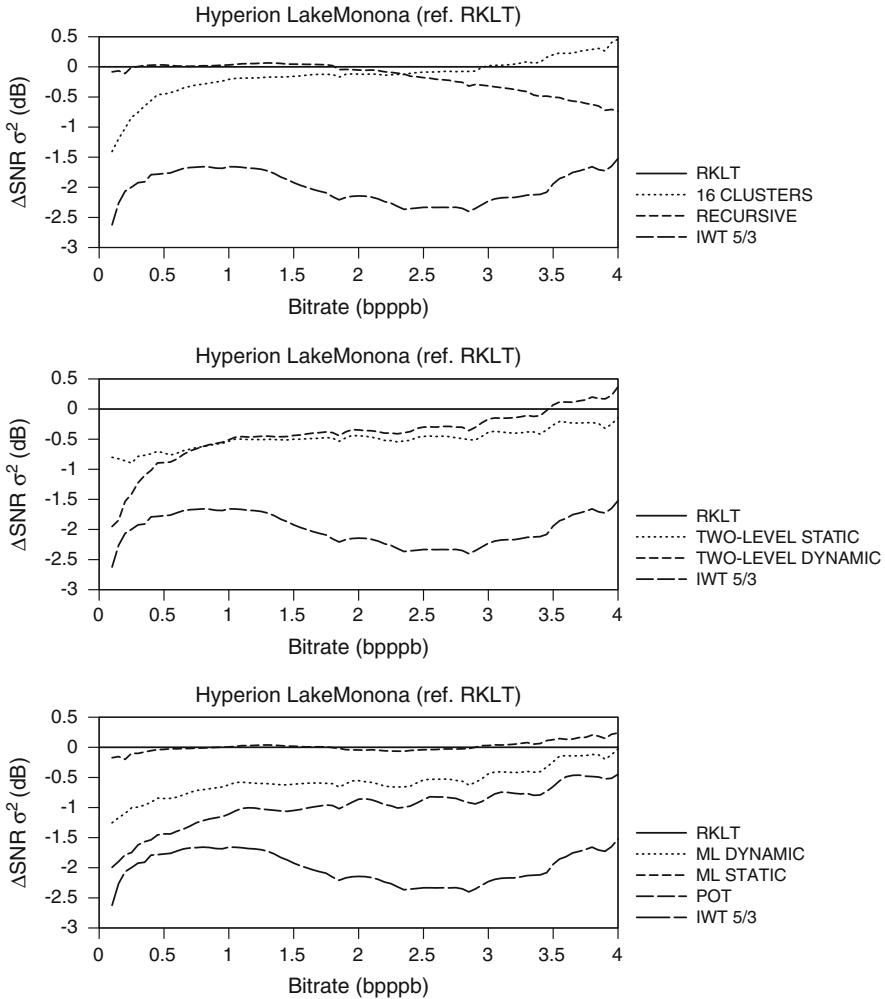 Hyperion LakeMonona (ref. RKLT)
ΔSNR σ² (dB)
0.5
0
-0.5
-1
-1.5
-2
-2.5
-3
0 0.5 1 1.5 2 2.5 3 3.5 4
Bitrate (bpppb)
RKLT
16 CLUSTERS
RECURSIVE
IWT 5/3
Hyperion LakeMonona (ref. RKLT)
ΔSNR σ² (dB)
0.5
0
-0.5
-1
-1.5
-2
-2.5
-3
0 0.5 1 1.5 2 2.5 3 3.5 4
Bitrate (bpppb)
RKLT
TWO-LEVEL STATIC
TWO-LEVEL DYNAMIC
IWT 5/3
Hyperion LakeMonona (ref. RKLT)
ΔSNR σ² (dB)
0.5
0
-0.5
-1
-1.5
-2
-2.5
-3
0 0.5 1 1.5 2 2.5 3 3.5 4
Bitrate (bpppb)
RKLT
ML DYNAMIC
ML STATIC
POT
IWT 5/3